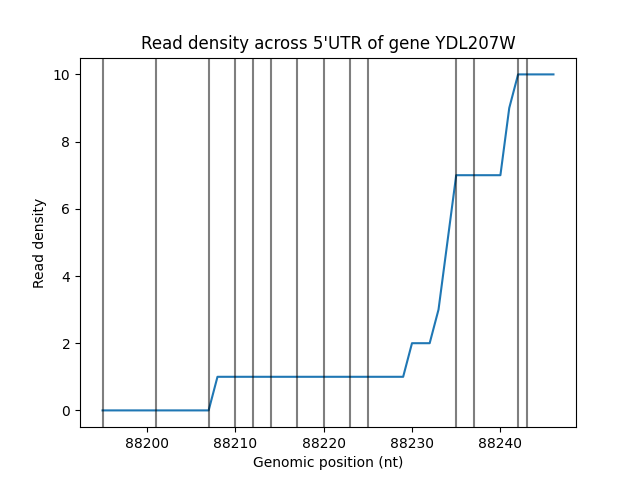 Read density across 5'UTR of gene YDL207W
10
8
6
4
2
0
Read density
88200 88210 88220 88230 88240
Genomic position (nt)